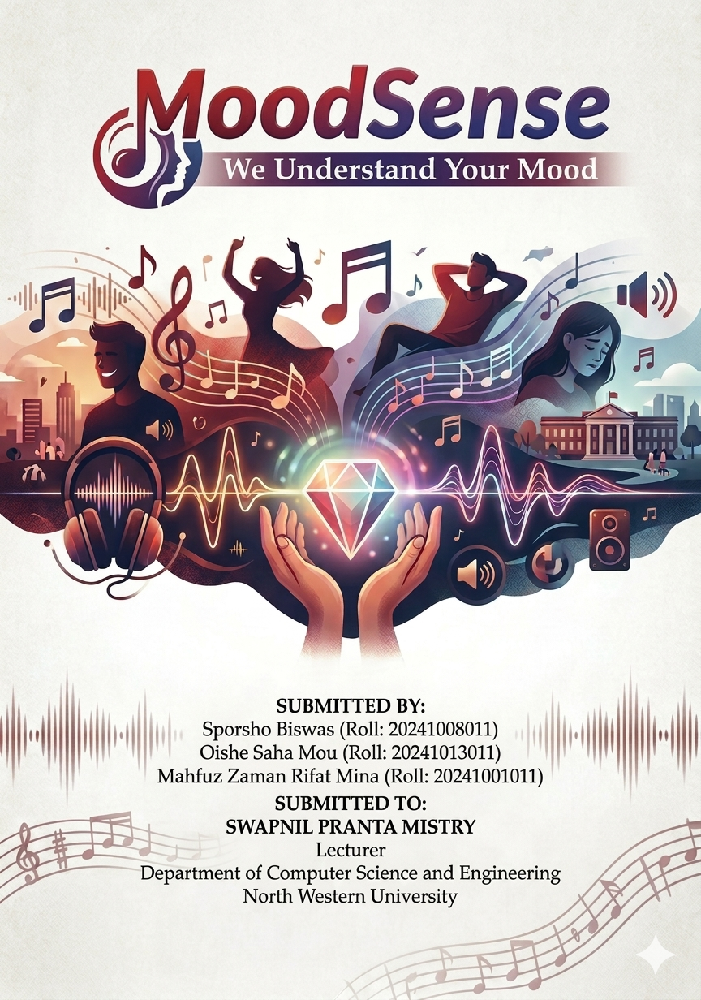 MoodSense
We Understand Your Mood
SUBMITTED BY:
Sporsho Biswas (Roll: 20241008011)
Oishe Saha Mou (Roll: 20241013011)
Mahfuz Zaman Rifat Mina (Roll: 20241001011)
SUBMITTED TO:
SWAPNIL PRANTA MISTRY
Lecturer
Department of Computer Science and Engineering
North Western University